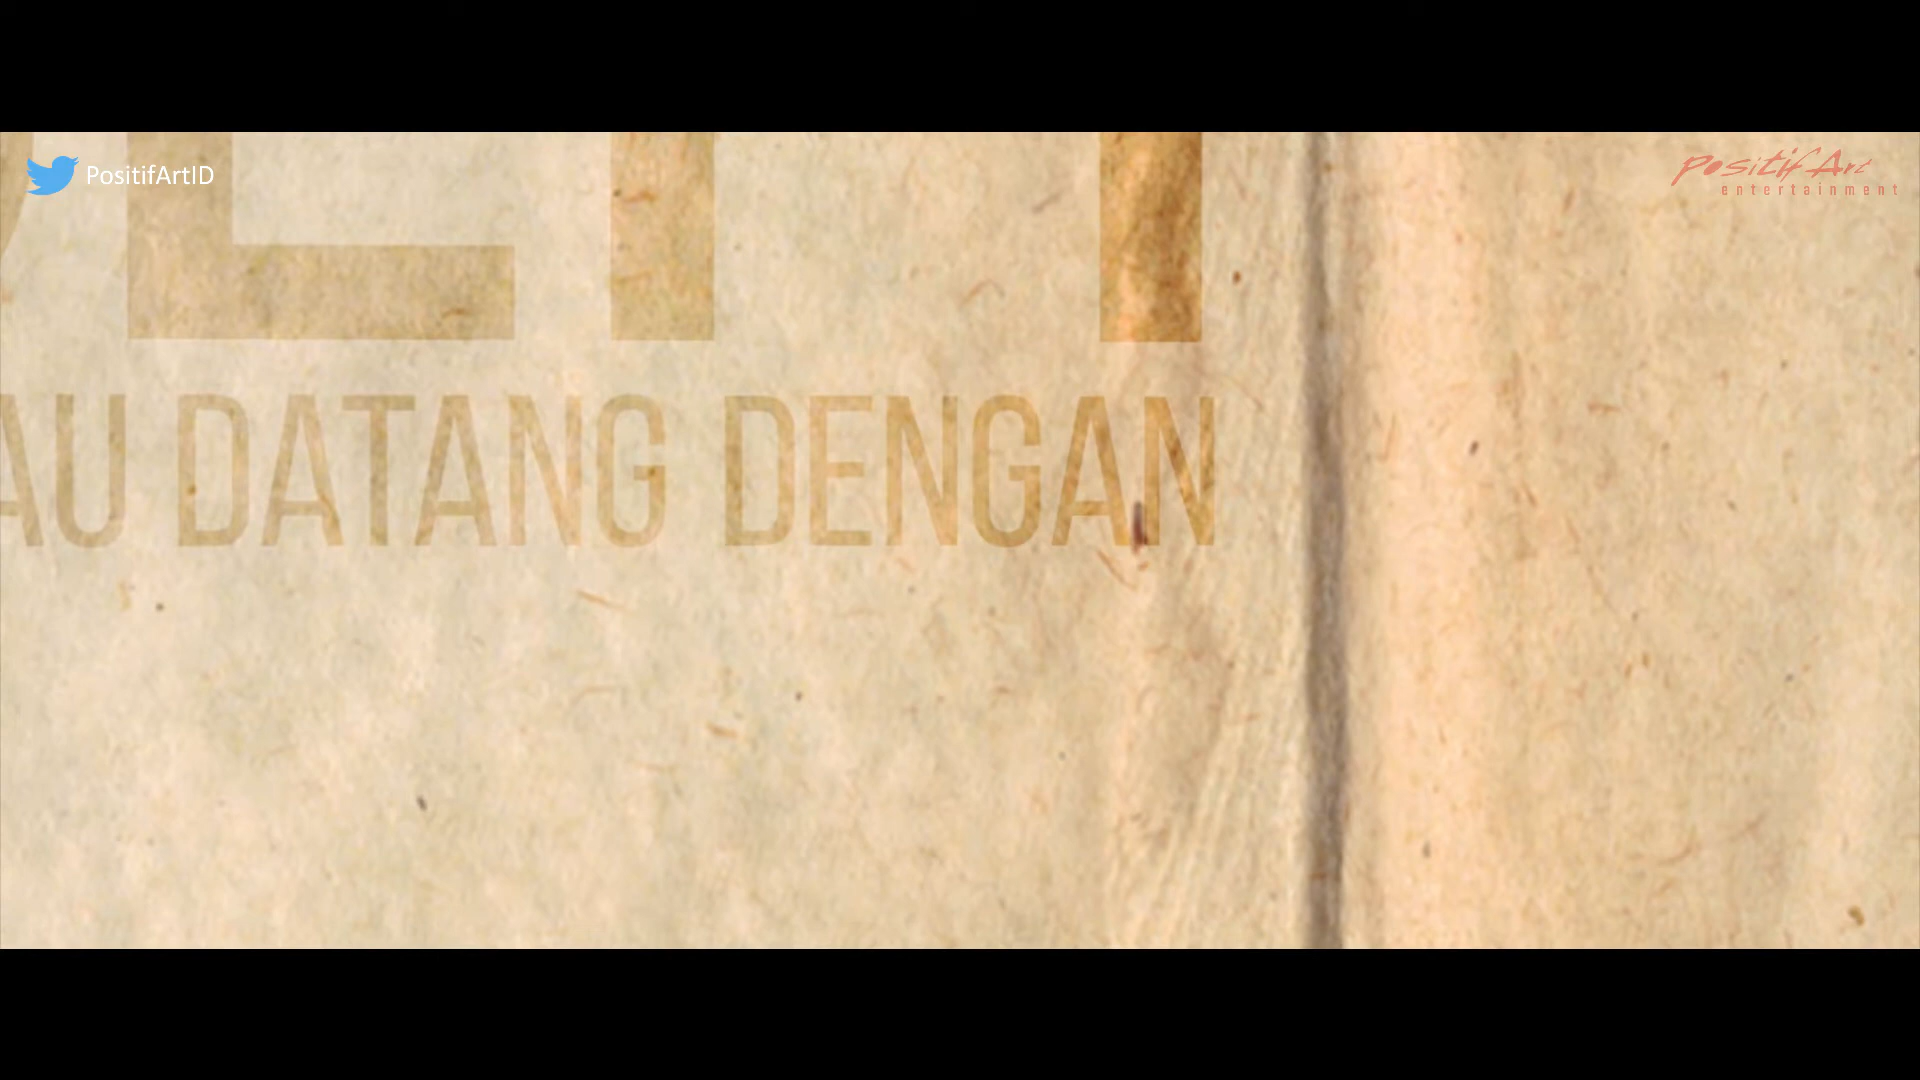 PositifArtID
Positif Art
entertainment
AU DATANG DENGAN